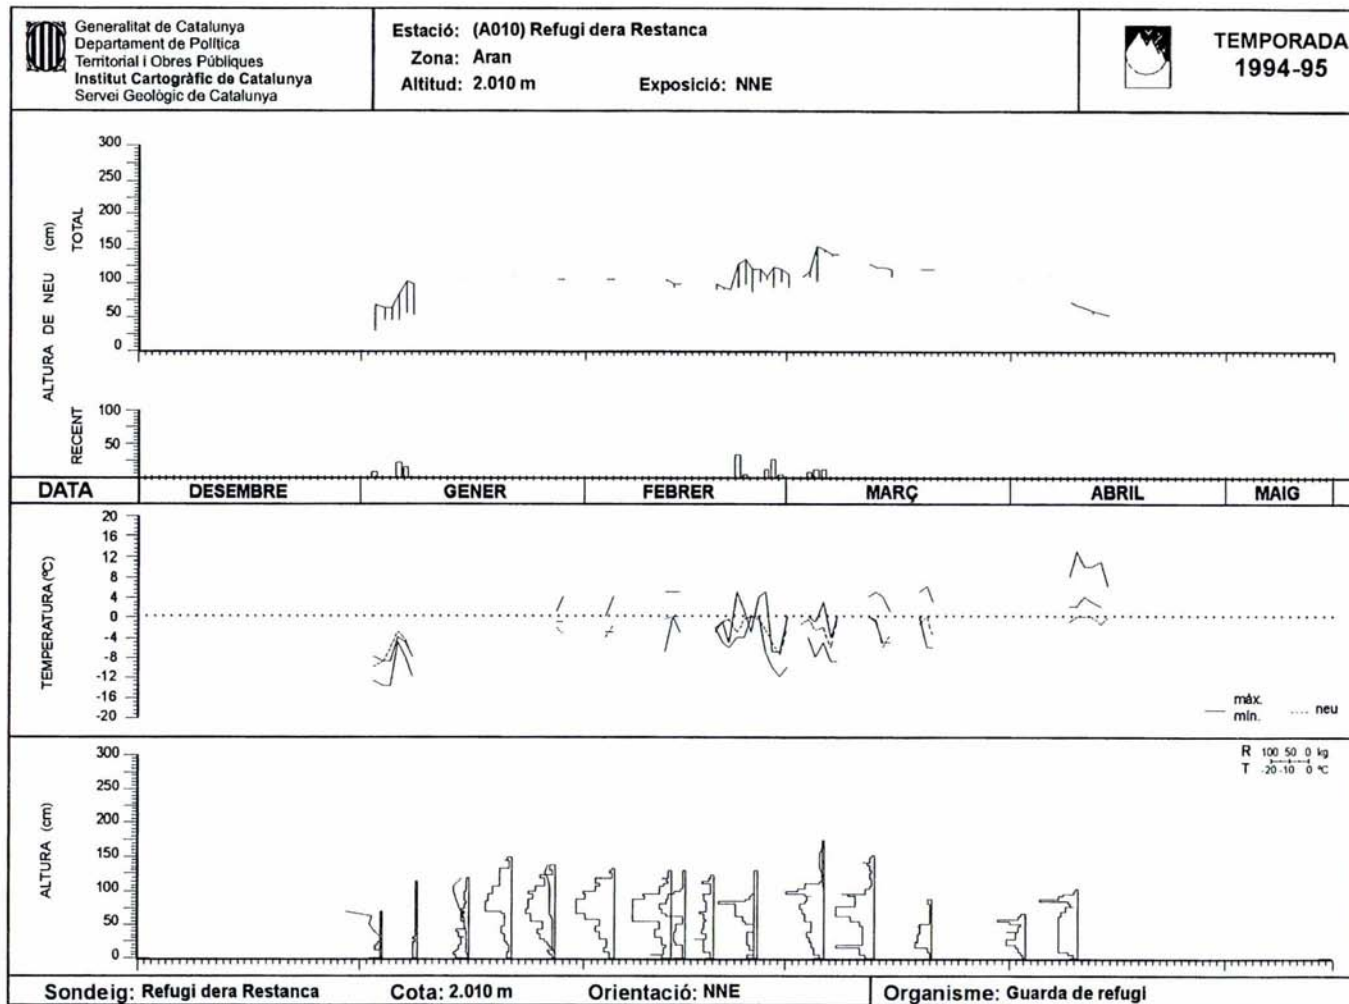 Generalitat de Catalunya
Departament de Política
Territorial i Obres Públiques
Institut Cartogràfic de Catalunya
Servei Geològic de Catalunya
Estació: (A010) Refugi dera Restanca
Zona: Aran
Altitud: 2.010 m Exposició: NNE
TEMPORADA
1994-95
ALTURA DE NEU (cm)
TOTAL
300
250
200
150
100
50
0
RECENT
100
50
DATA DESEMBRE GENER FEBRER MARÇ ABRIL MAIG
TEMPERATURA (ºC)
20
16
12
8
4
0
-4
-8
-12
-16
-20
màx.
mín.
neu
ALTURA (cm)
300
250
200
150
100
50
0
R 100 50 0 kg
T -20 -10 0 ºC
Sondeig: Refugi dera Restanca Cota: 2.010 m Orientació: NNE Organisme: Guarda de refugi